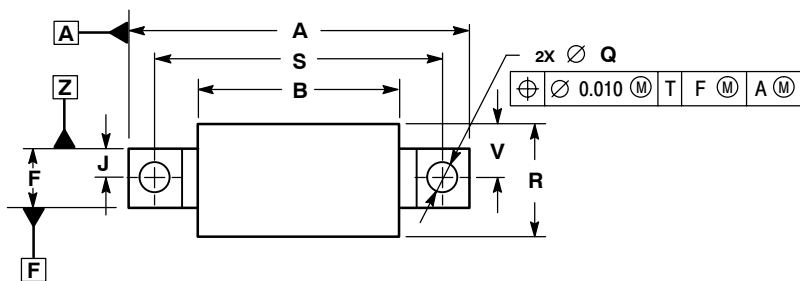 A
A
S
2X ∅ Q
⌖ ∅ 0.010 Ⓜ T F Ⓜ A Ⓜ
B
Z
V
J
F
R
F